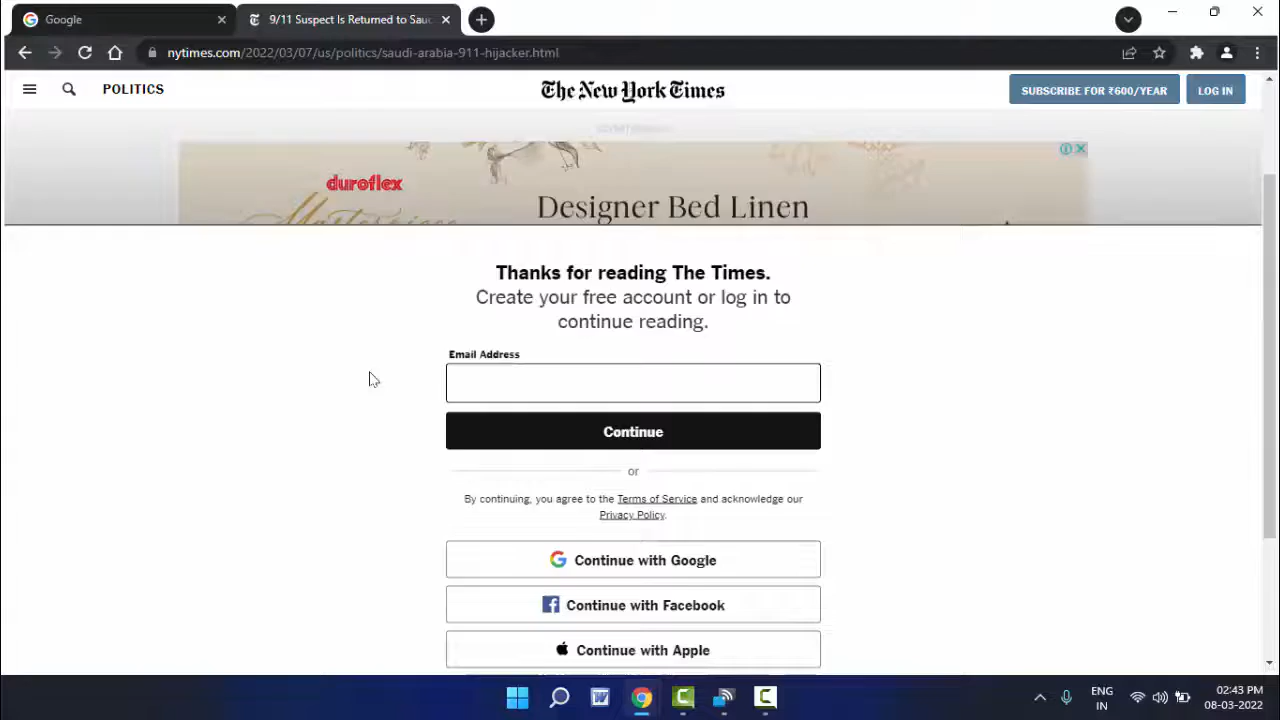 Google
9/11 Suspect Is Returned to Sau
nytimes.com/2022/03/07/us/politics/saudi-arabia-911-hijacker.html
POLITICS
The New York Times
SUBSCRIBE FOR ₹600/YEAR
LOG IN
duroflex
Designer Bed Linen
Thanks for reading The Times.
Create your free account or log in to
continue reading.
Email Address
Continue
or
By continuing, you agree to the Terms of Service and acknowledge our
Privacy Policy.
Continue with Google
Continue with Facebook
Continue with Apple
ENG
IN
02:43 PM
08-03-2022